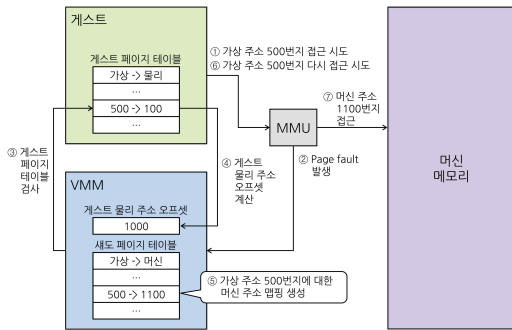 게스트
게스트 페이지 테이블
가상 -> 물리
...
500 -> 100
...
① 가상 주소 500번지 접근 시도
⑥ 가상 주소 500번지 다시 접근 시도
MMU
⑦ 머신 주소
1100번지
접근
② Page fault
발생
③ 게스트
페이지
테이블
검사
④ 게스트
물리 주소
오프셋
계산
머신
메모리
VMM
게스트 물리 주소 오프셋
1000
섀도 페이지 테이블
가상 -> 머신
...
500 -> 1100
...
⑤ 가상 주소 500번지에 대한
머신 주소 맵핑 생성